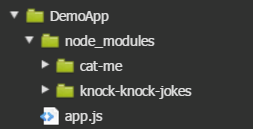 DemoApp
node_modules
cat-me
knock-knock-jokes
app.js